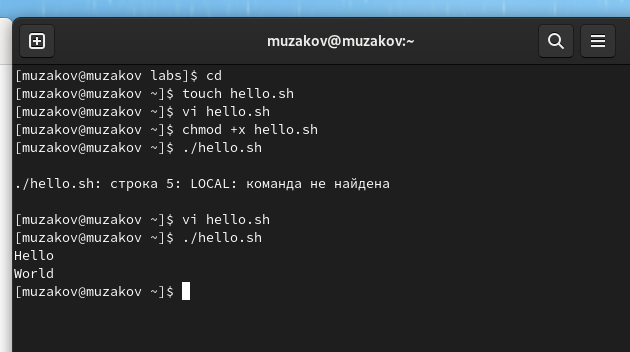 muzakov@muzakov:~
[muzakov@muzakov labs]$ cd
[muzakov@muzakov ~]$ touch hello.sh
[muzakov@muzakov ~]$ vi hello.sh
[muzakov@muzakov ~]$ chmod +x hello.sh
[muzakov@muzakov ~]$ ./hello.sh
./hello.sh: строка 5: LOCAL: команда не найдена
[muzakov@muzakov ~]$ vi hello.sh
[muzakov@muzakov ~]$ ./hello.sh
Hello
World
[muzakov@muzakov ~]$